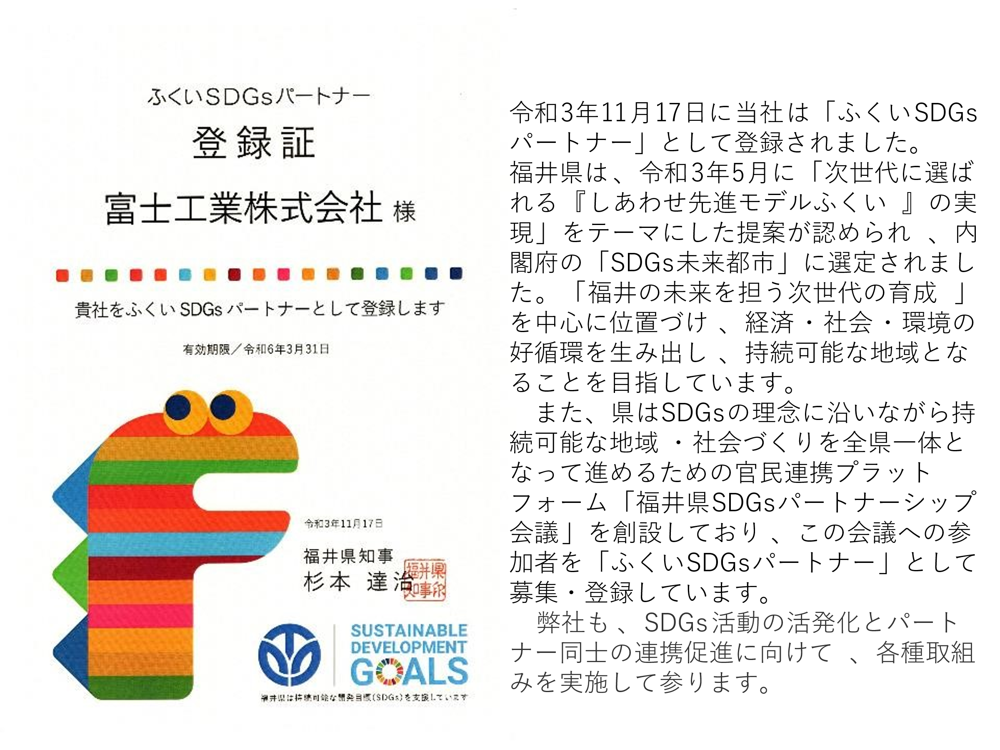 ふくいSDGsパートナー
登録証
富士工業株式会社 様
貴社をふくい SDGs パートナーとして登録します
有効期限／令和6年3月31日
令和3年11月17日
福井県知事
杉本 達治
福井県
知事印
SUSTAINABLE
DEVELOPMENT
GOALS
福井県は持続可能な開発目標(SDGs)を支援しています
令和3年11月17日に当社は「ふくいSDGs
パートナー」として登録されました。
福井県は、令和3年5月に「次世代に選ば
れる『しあわせ先進モデルふくい 』の実
現」をテーマにした提案が認められ 、内
閣府の「SDGs未来都市」に選定されまし
た。「福井の未来を担う次世代の育成 」
を中心に位置づけ 、経済・社会・環境の
好循環を生み出し 、持続可能な地域とな
ることを目指しています。
　また、県はSDGsの理念に沿いながら持
続可能な地域 ・社会づくりを全県一体と
なって進めるための官民連携プラット
フォーム「福井県SDGsパートナーシップ
会議」を創設しており 、この会議への参
加者を「ふくいSDGsパートナー」として
募集・登録しています。
　弊社も 、SDGs活動の活発化とパート
ナー同士の連携促進に向けて 、各種取組
みを実施して参ります。